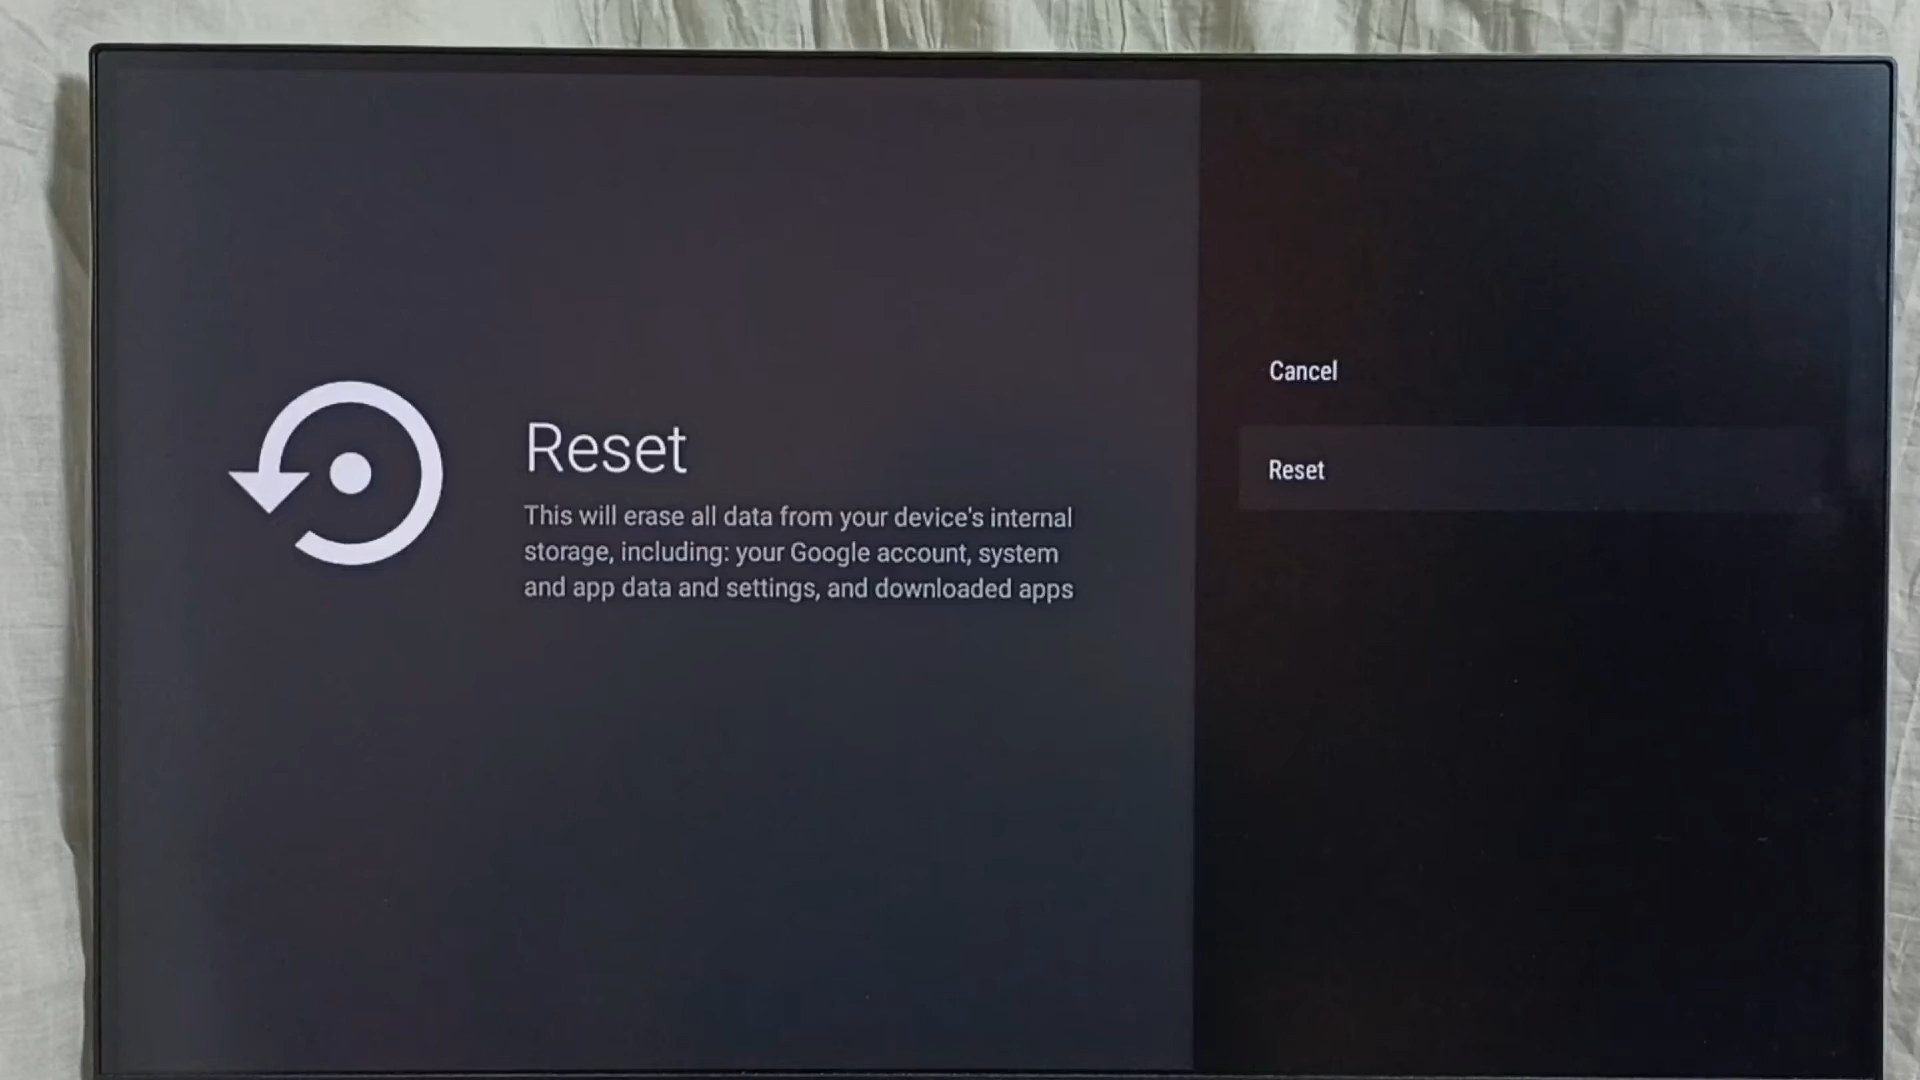 Reset
This will erase all data from your device's internal
storage, including: your Google account, system
and app data and settings, and downloaded apps
Cancel
Reset